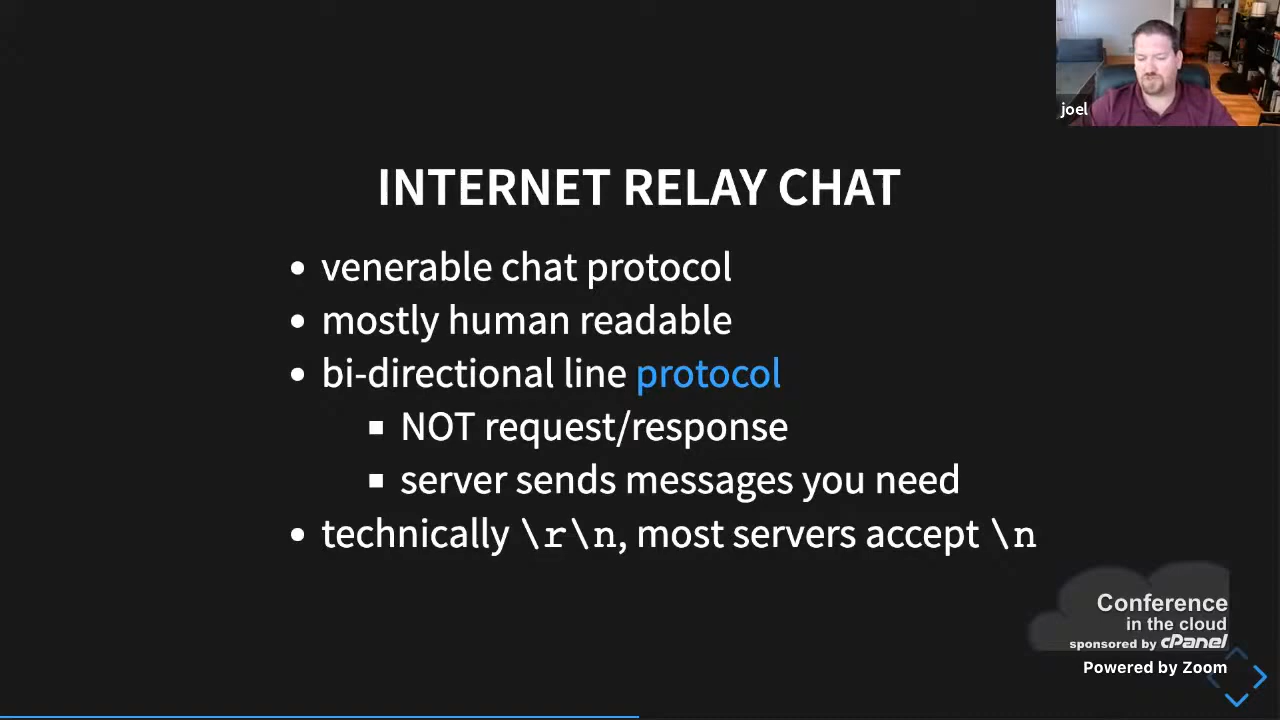 joel
INTERNET RELAY CHAT
venerable chat protocol
mostly human readable
bi-directional line protocol
NOT request/response
server sends messages you need
technically \r\n, most servers accept \n
Conference
in the cloud
sponsored by cPanel
Powered by Zoom